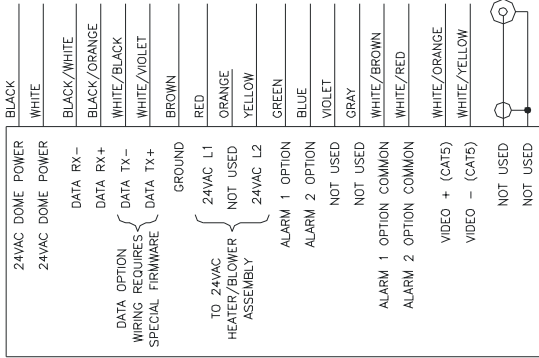 BLACK
WHITE
BLACK/WHITE
BLACK/ORANGE
WHITE/BLACK
WHITE/VIOLET
BROWN
RED
ORANGE
YELLOW
GREEN
BLUE
VIOLET
GRAY
WHITE/BROWN
WHITE/RED
WHITE/ORANGE
WHITE/YELLOW
24VAC DOME POWER
24VAC DOME POWER
DATA RX-
DATA RX+
DATA TX-
DATA TX+
DATA OPTION
WIRING REQUIRES
SPECIAL FIRMWARE
GROUND
24VAC L1
NOT USED
24VAC L2
TO 24VAC
HEATER/BLOWER
ASSEMBLY
ALARM 1 OPTION
ALARM 2 OPTION
NOT USED
NOT USED
ALARM 1 OPTION COMMON
ALARM 2 OPTION COMMON
VIDEO + (CAT5)
VIDEO - (CAT5)
NOT USED
NOT USED